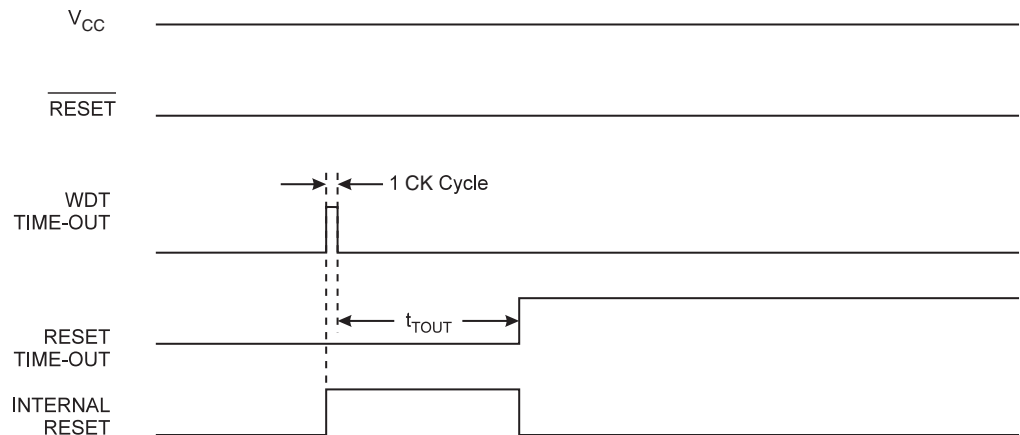 VCC
RESET
1 CK Cycle
WDT
TIME-OUT
tTOUT
RESET
TIME-OUT
INTERNAL
RESET